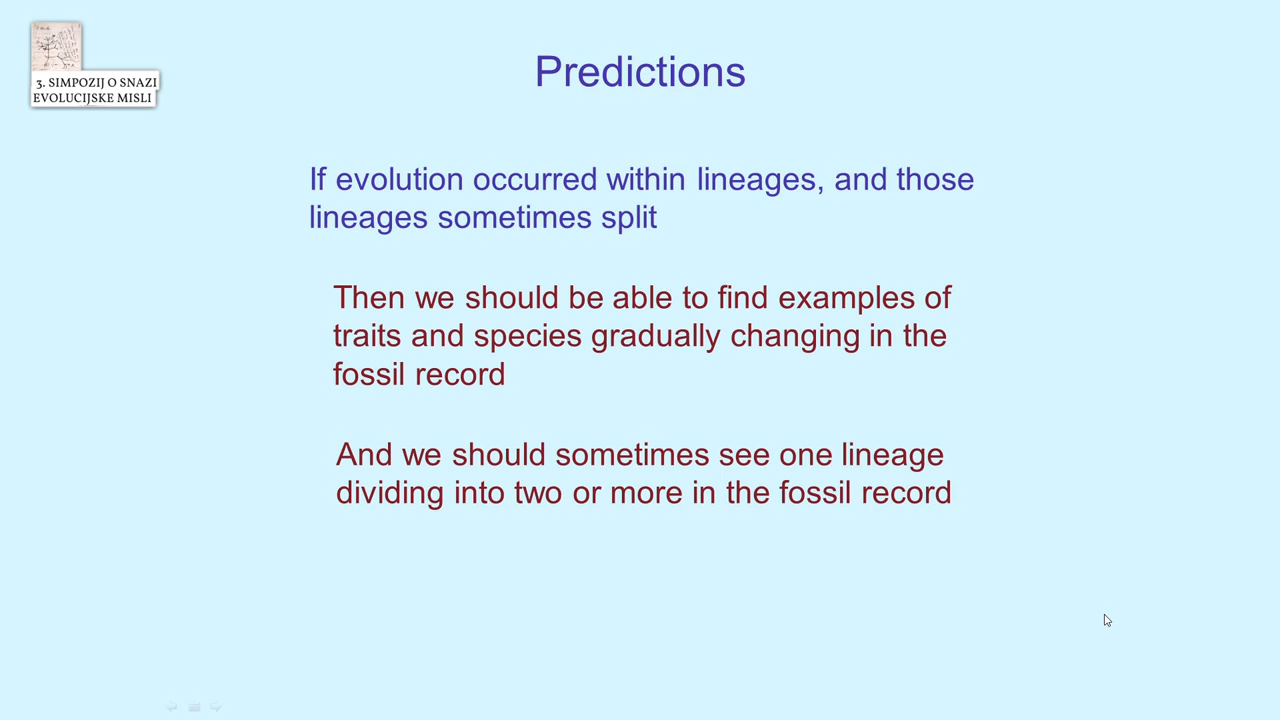 3. SIMPOZIJ O SNAZI
EVOLUCIJSKE MISLI
Predictions
If evolution occurred within lineages, and those
lineages sometimes split
Then we should be able to find examples of
traits and species gradually changing in the
fossil record
And we should sometimes see one lineage
dividing into two or more in the fossil record